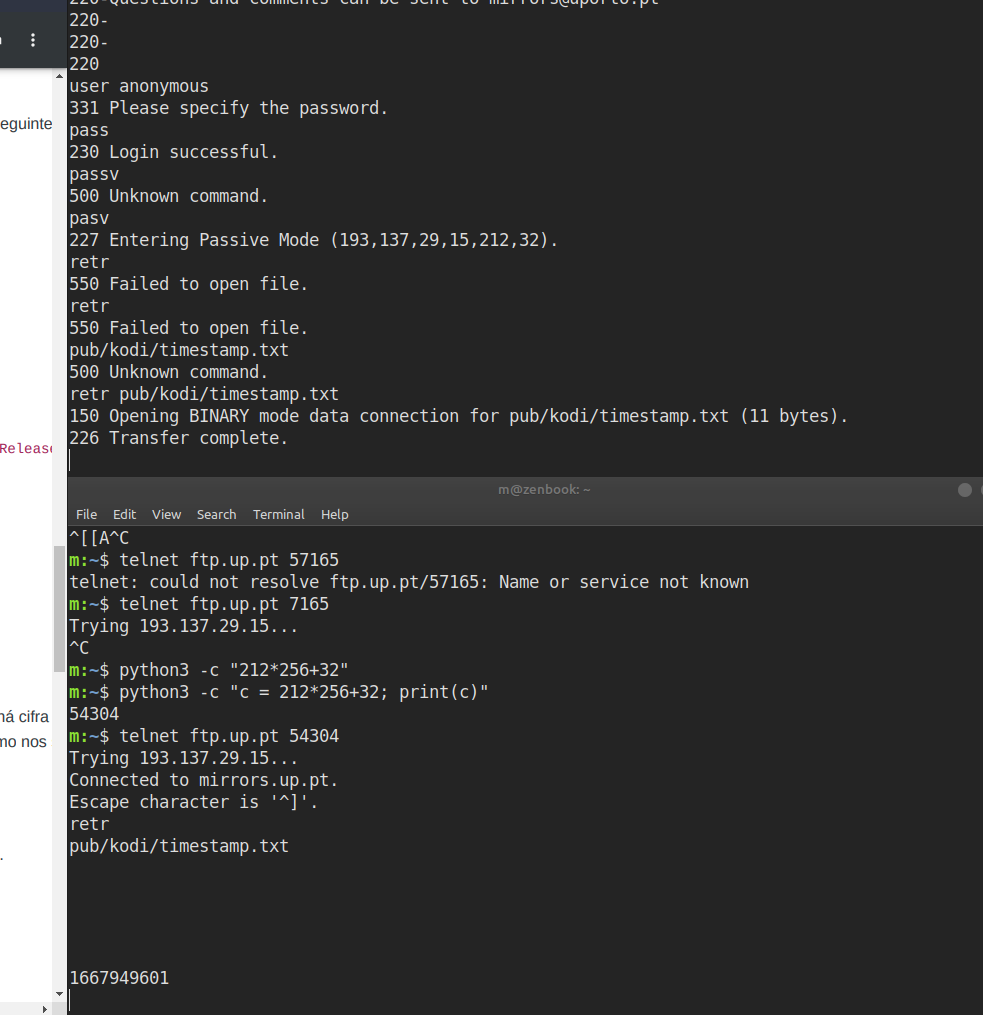 220-Questions and comments can be sent to mirrors@uporto.pt
220-
220-
220
user anonymous
331 Please specify the password.
pass
230 Login successful.
passv
500 Unknown command.
pasv
227 Entering Passive Mode (193,137,29,15,212,32).
retr
550 Failed to open file.
retr
550 Failed to open file.
pub/kodi/timestamp.txt
500 Unknown command.
retr pub/kodi/timestamp.txt
150 Opening BINARY mode data connection for pub/kodi/timestamp.txt (11 bytes).
226 Transfer complete.
eguinte
Release
há cifra
mo nos
.
m@zenbook: ~
File Edit View Search Terminal Help
^[[A^C
m:~$ telnet ftp.up.pt 57165
telnet: could not resolve ftp.up.pt/57165: Name or service not known
m:~$ telnet ftp.up.pt 7165
Trying 193.137.29.15...
^C
m:~$ python3 -c "212*256+32"
m:~$ python3 -c "c = 212*256+32; print(c)"
54304
m:~$ telnet ftp.up.pt 54304
Trying 193.137.29.15...
Connected to mirrors.up.pt.
Escape character is '^]'.
retr
pub/kodi/timestamp.txt
1667949601